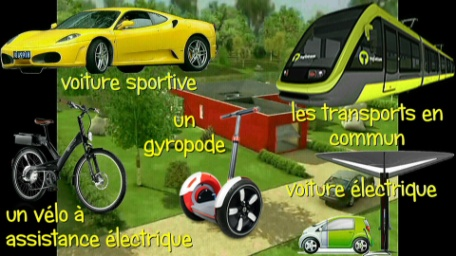 voiture sportive
un
gyropode
les transports en
commun
voiture électrique
un vélo à
assistance électrique